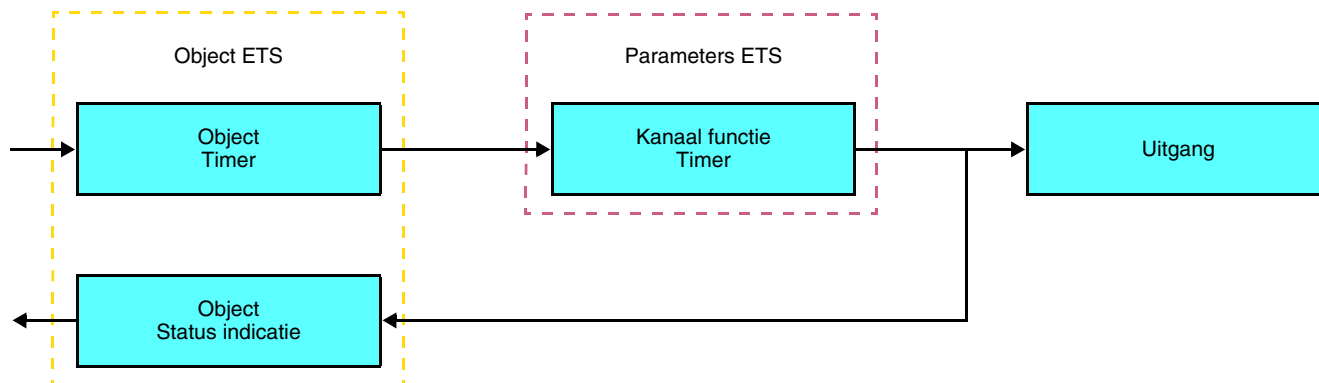 Object ETS
Parameters ETS
Object
Timer
Kanaal functie
Timer
Uitgang
Object
Status indicatie